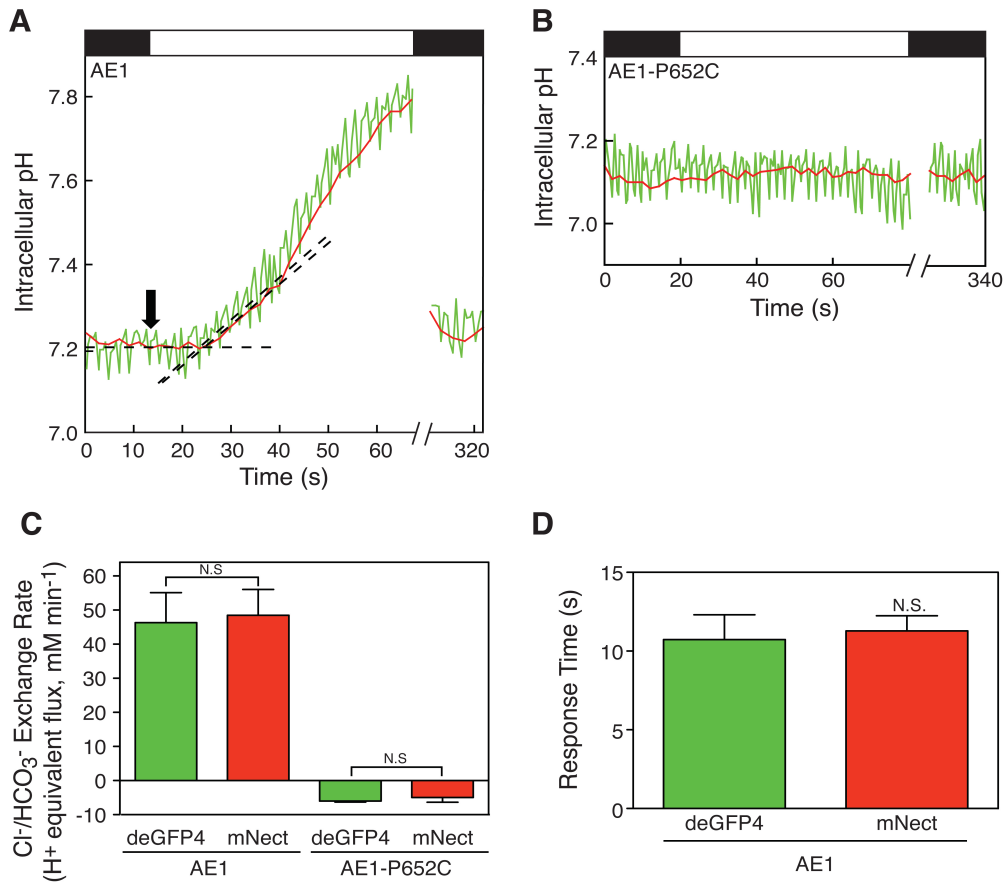 A
AE1
Intracellular pH
7.8
7.6
7.4
7.2
7.0
0 10 20 30 40 50 60 320
Time (s)
B
AE1-P652C
Intracellular pH
7.4
7.2
7.0
0 20 40 60 340
Time (s)
C
Cl-/HCO₃⁻ Exchange Rate
(H+ equivalent flux, mM min⁻¹)
60
50
40
30
20
10
0
-10
N.S
N.S
deGFP4 mNect deGFP4 mNect
AE1 AE1-P652C
D
Response Time (s)
15
10
5
0
N.S.
deGFP4 mNect
AE1